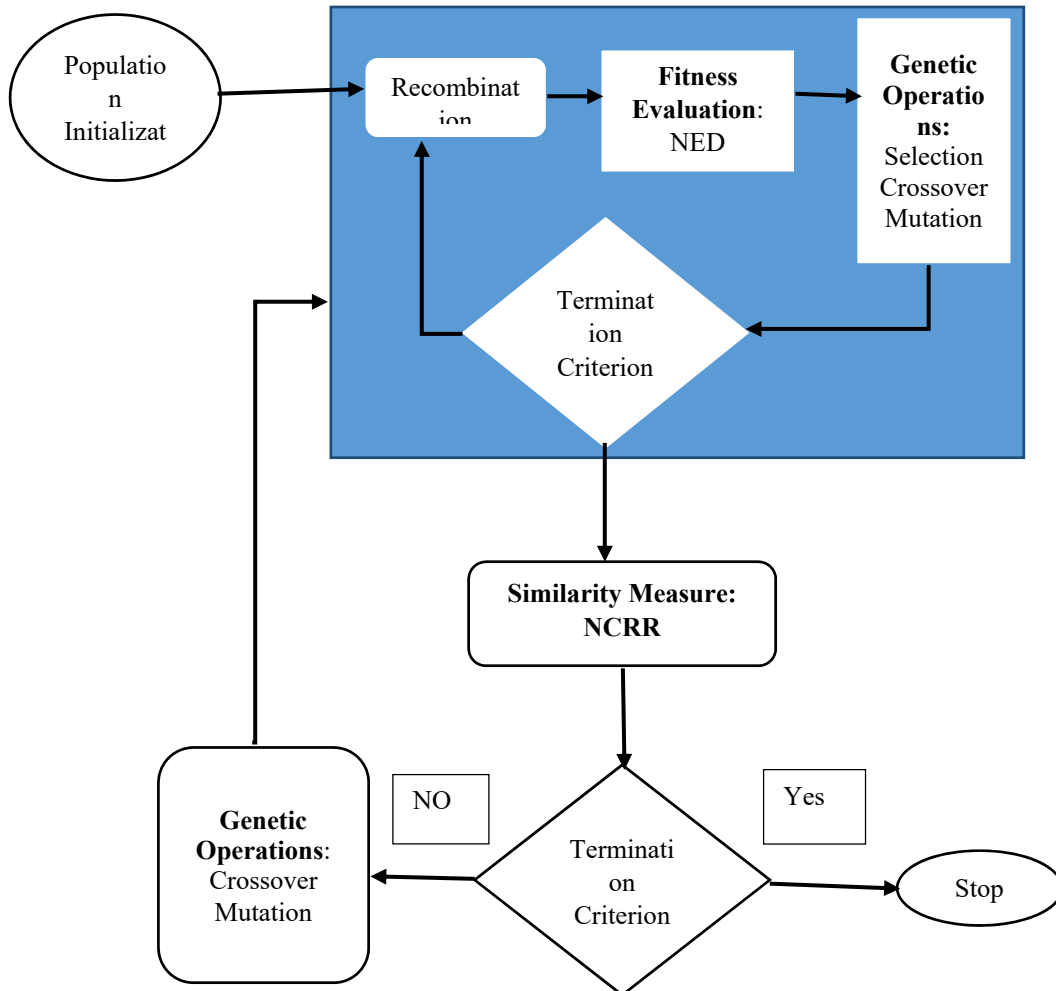 Populatio
n
Initializat
Recombinat
ion
Fitness
Evaluation:
NED
Genetic
Operatio
ns:
Selection
Crossover
Mutation
Terminat
ion
Criterion
Similarity Measure:
NCRR
NO
Yes
Genetic
Operations:
Crossover
Mutation
Terminati
on
Criterion
Stop